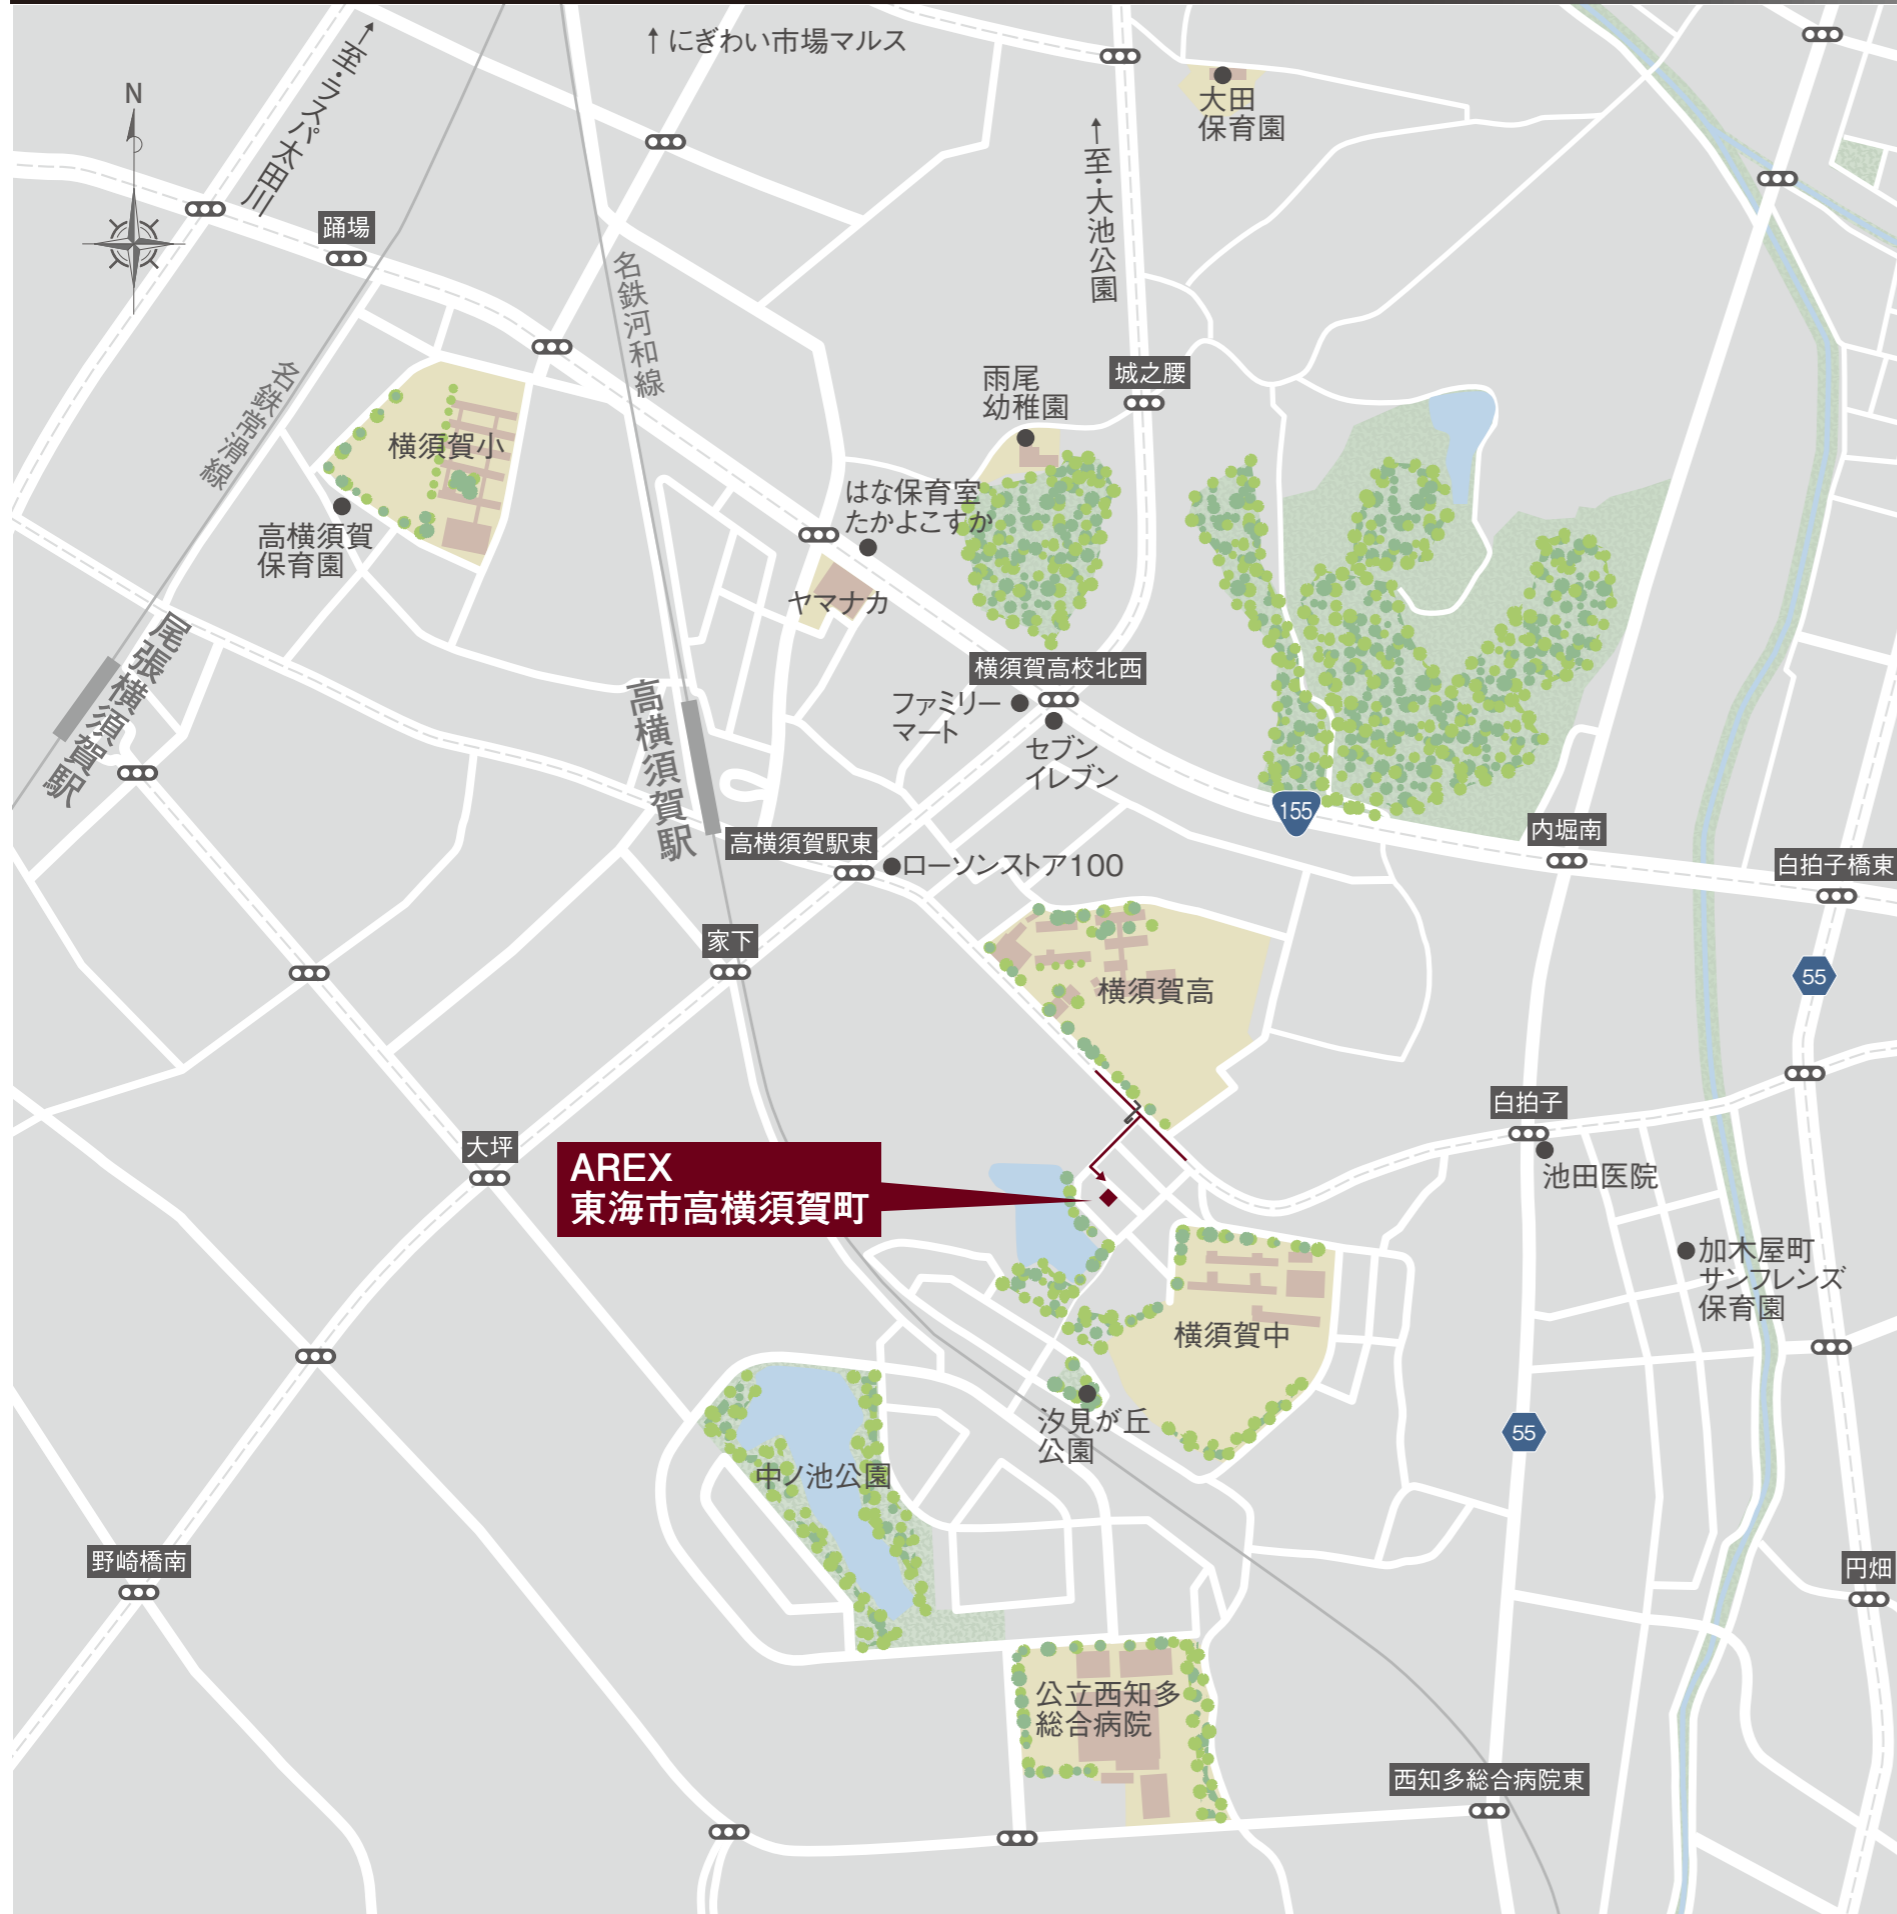 ↑にぎわい市場マルス
↑至・ラスパ太田川
N
大田
保育園
↑至・大池公園
踊場
名鉄河和線
名鉄常滑線
城之腰
雨尾
幼稚園
横須賀小
はな保育室
たかよこすか
高横須賀
保育園
ヤマナカ
尾張横須賀駅
横須賀高校北西
高横須賀駅
ファミリー
マート
セブン
イレブン
155
内堀南
高横須賀駅東
ローソンストア100
白拍子橋東
家下
55
横須賀高
白拍子
大坪
AREX
東海市高横須賀町
池田医院
加木屋町
サンフレンズ
保育園
横須賀中
汐見が丘
公園
55
中ノ池公園
野崎橋南
円畑
公立西知多
総合病院
西知多総合病院東